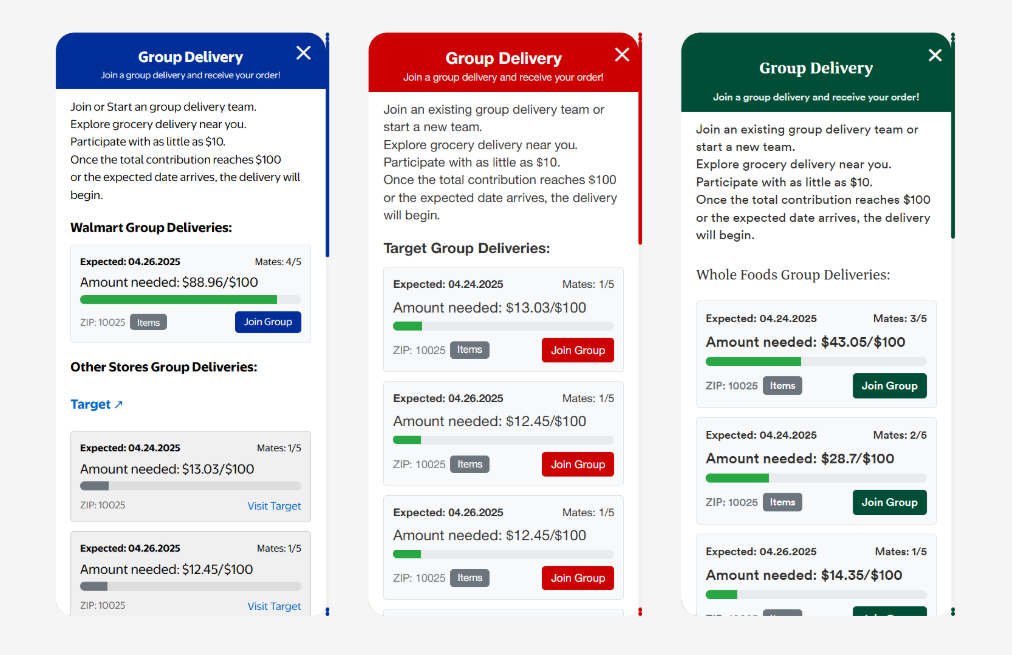 Group Delivery
Join a group delivery and receive your order!
Join or Start an group delivery team.
Explore grocery delivery near you.
Participate with as little as $10.
Once the total contribution reaches $100
or the expected date arrives, the delivery will
begin.
Walmart Group Deliveries:
Expected: 04.26.2025 Mates: 4/5
Amount needed: $88.96/$100
ZIP: 10025 Items Join Group
Other Stores Group Deliveries:
Target ↗
Expected: 04.24.2025 Mates: 1/5
Amount needed: $13.03/$100
ZIP: 10025 Visit Target
Expected: 04.26.2025 Mates: 1/5
Amount needed: $12.45/$100
ZIP: 10025 Visit Target
Group Delivery
Join a group delivery and receive your order!
Join an existing group delivery team or
start a new team.
Explore grocery delivery near you.
Participate with as little as $10.
Once the total contribution reaches $100
or the expected date arrives, the delivery
will begin.
Target Group Deliveries:
Expected: 04.24.2025 Mates: 1/5
Amount needed: $13.03/$100
ZIP: 10025 Items Join Group
Expected: 04.26.2025 Mates: 1/5
Amount needed: $12.45/$100
ZIP: 10025 Items Join Group
Expected: 04.26.2025 Mates: 1/5
Amount needed: $12.45/$100
ZIP: 10025 Items Join Group
Group Delivery
Join a group delivery and receive your order!
Join an existing group delivery team or
start a new team.
Explore grocery delivery near you.
Participate with as little as $10.
Once the total contribution reaches $100
or the expected date arrives, the delivery
will begin.
Whole Foods Group Deliveries:
Expected: 04.24.2025 Mates: 3/5
Amount needed: $43.05/$100
ZIP: 10025 Items Join Group
Expected: 04.24.2025 Mates: 2/5
Amount needed: $28.7/$100
ZIP: 10025 Items Join Group
Expected: 04.26.2025 Mates: 1/5
Amount needed: $14.35/$100